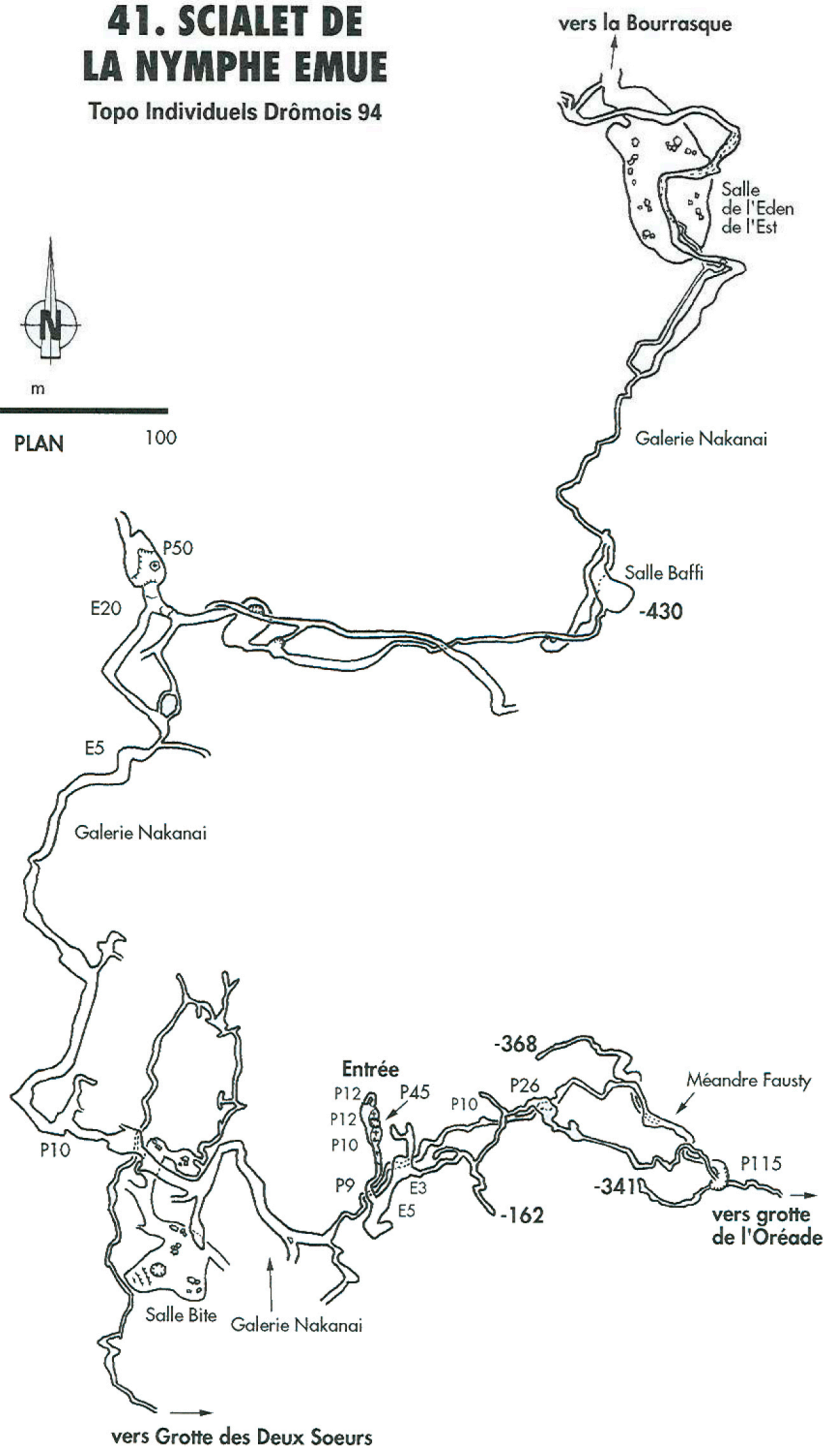 41. SCIALET DE
LA NYMPHE EMUE
Topo Individuels Drômois 94
vers la Bourrasque
Salle
de l'Eden
de l'Est
N
m
PLAN
100
Galerie Nakanai
P50
E20
Salle Baffi
-430
E5
Galerie Nakanai
-368
Entrée
P12
P45
P12
P10
P10
P26
Méandre Fausty
P10
P9
E3
E5
-162
-341
P115
vers grotte
de l'Oréade
Salle Bite
Galerie Nakanai
vers Grotte des Deux Soeurs